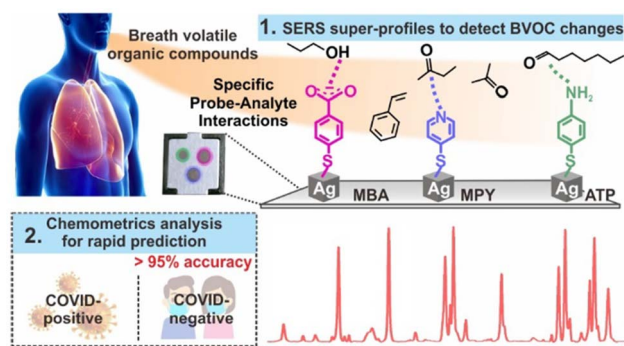 Breath volatile
organic compounds
1. SERS super-profiles to detect BVOC changes
OH
O
O
O
Specific
Probe-Analyte
Interactions
O
O
N
NH₂
S
S
S
Ag
MBA
Ag
MPY
Ag
ATP
2. Chemometrics analysis
for rapid prediction
> 95% accuracy
COVID-
positive
COVID-
negative